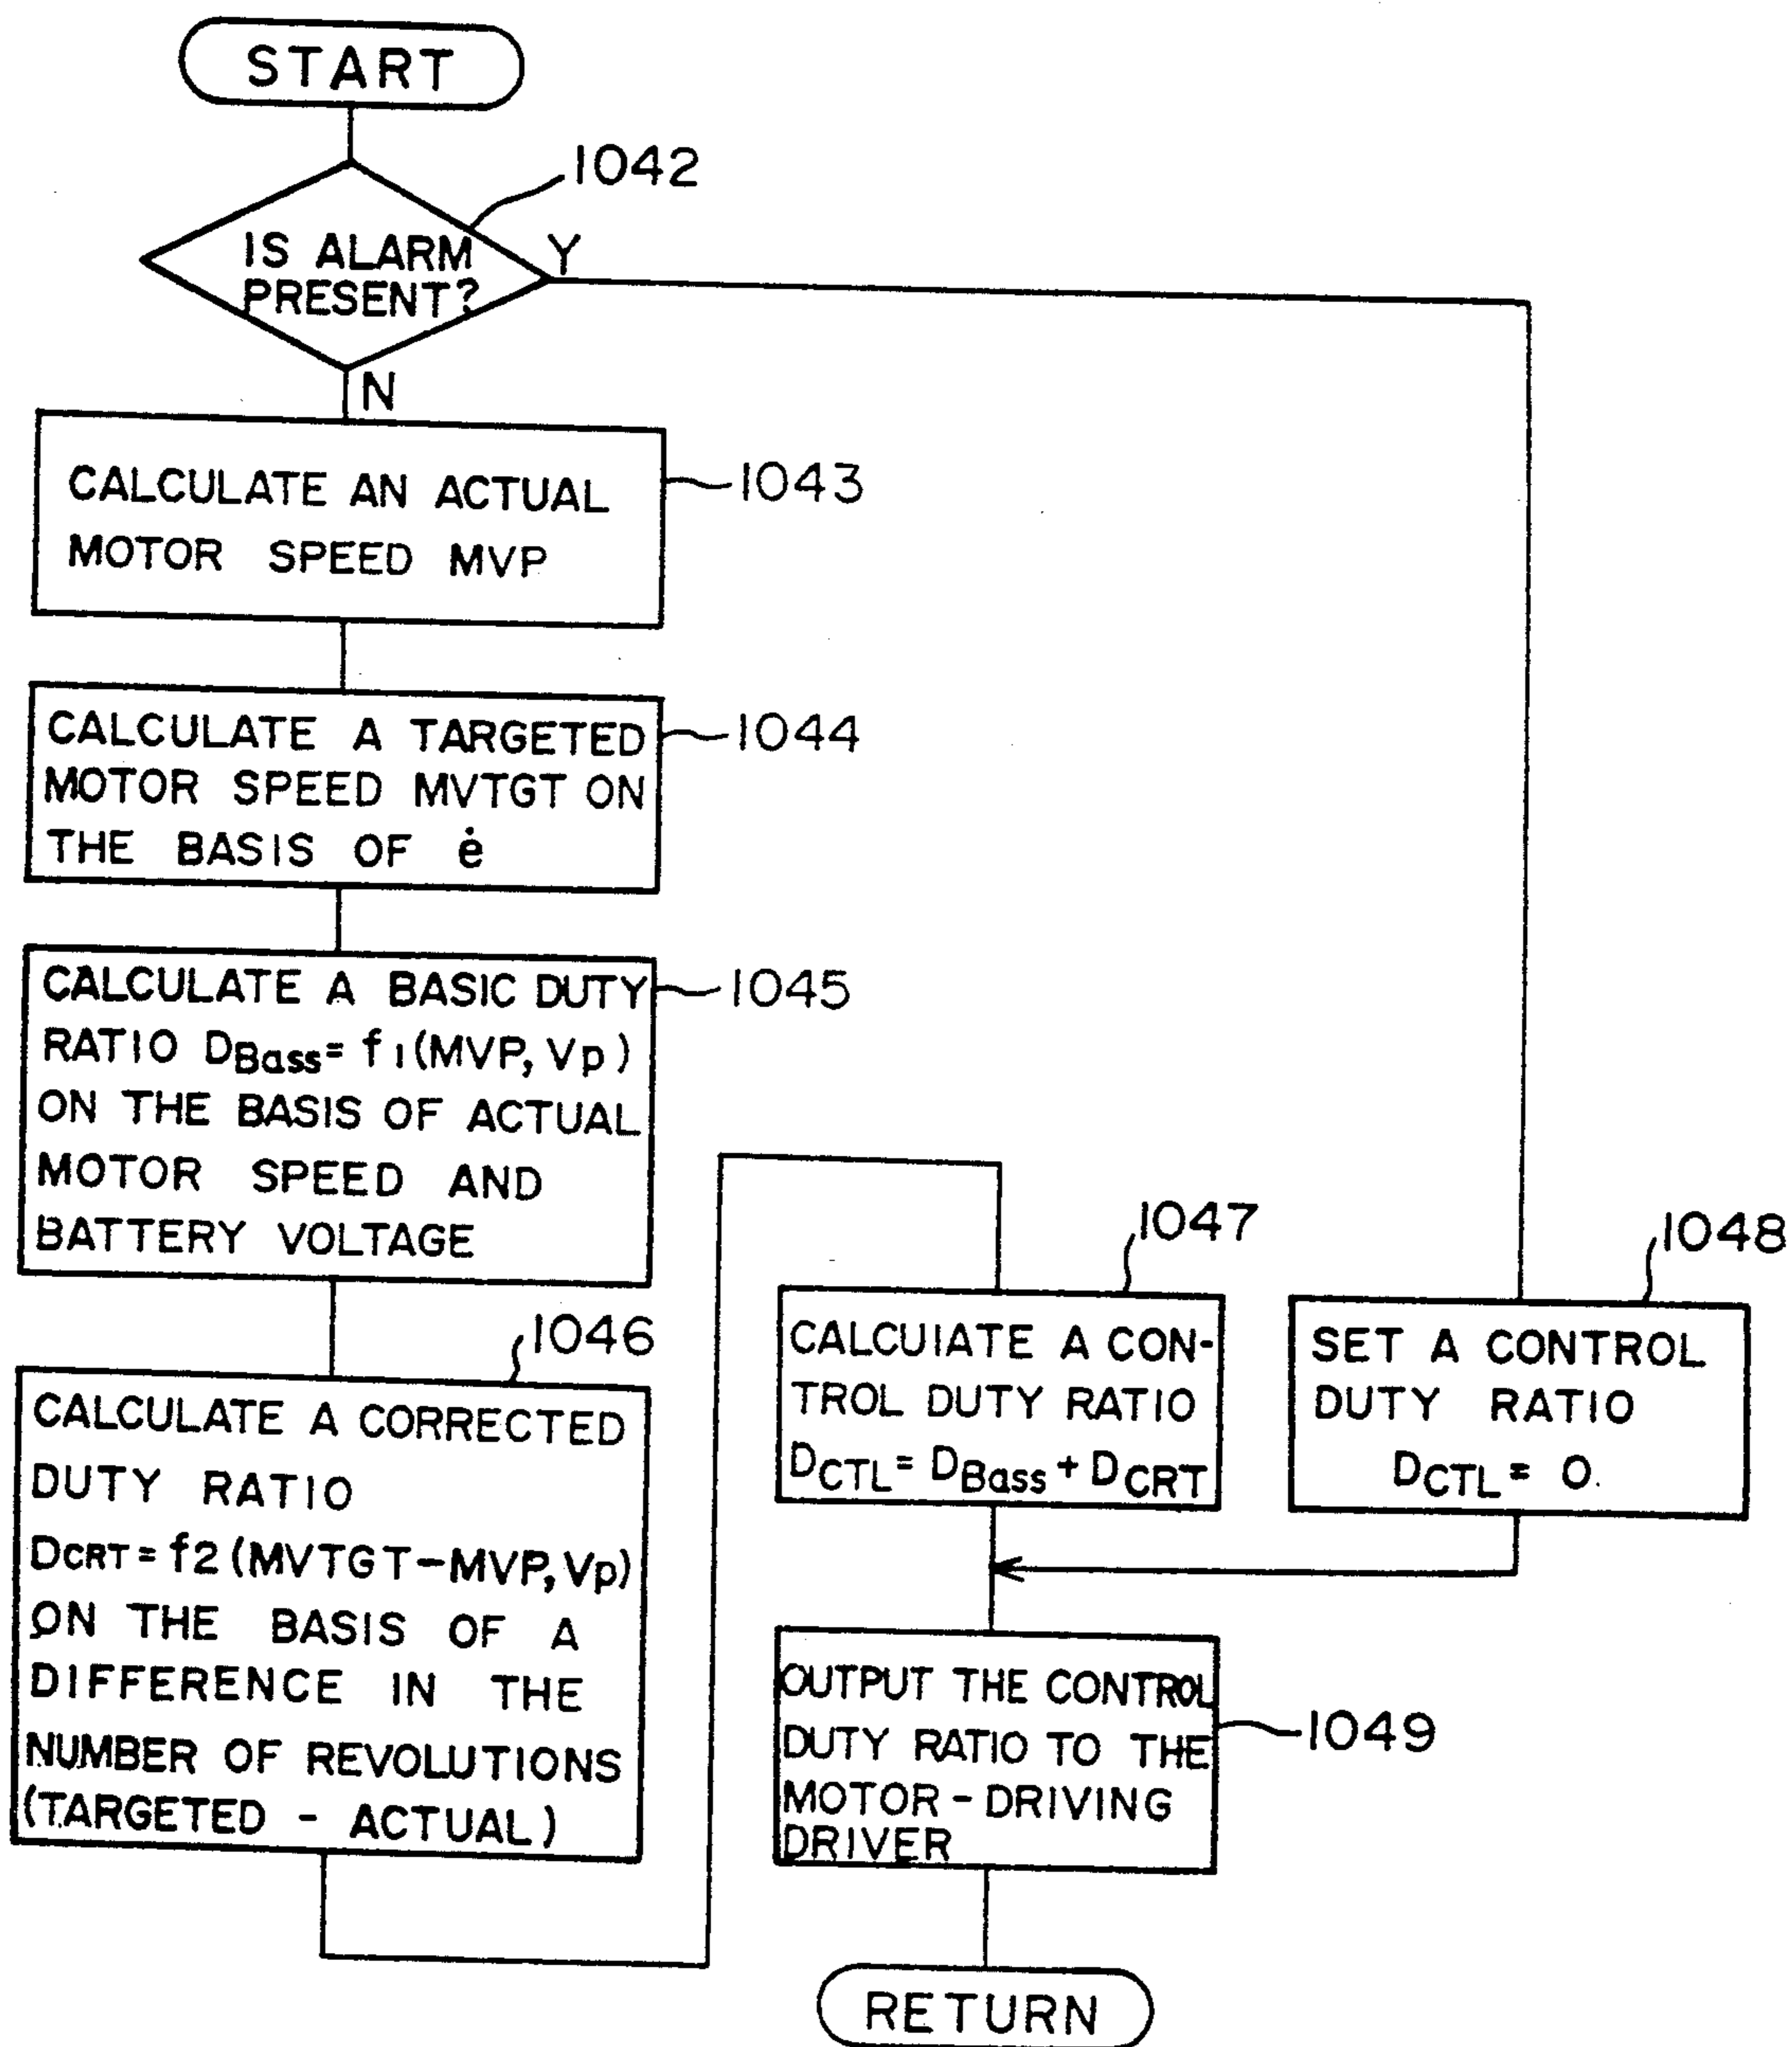 START
1042
IS ALARM
PRESENT?
Y
N
CALCULATE AN ACTUAL
MOTOR SPEED MVP
1043
CALCULATE A TARGETED
MOTOR SPEED MVTGT ON
THE BASIS OF ė
1044
CALCULATE A BASIC DUTY
RATIO DBass = f1(MVP, Vp)
ON THE BASIS OF ACTUAL
MOTOR SPEED AND
BATTERY VOLTAGE
1045
1046
CALCULATE A CORRECTED
DUTY RATIO
DCRT = f2 (MVTGT-MVP, Vp)
ON THE BASIS OF A
DIFFERENCE IN THE
NUMBER OF REVOLUTIONS
(TARGETED - ACTUAL)
1047
CALCUIATE A CON-
TROL DUTY RATIO
DCTL = DBass + DCRT
1048
SET A CONTROL
DUTY RATIO
DCTL = 0.
OUTPUT THE CONTROL
DUTY RATIO TO THE
MOTOR-DRIVING
DRIVER
1049
RETURN